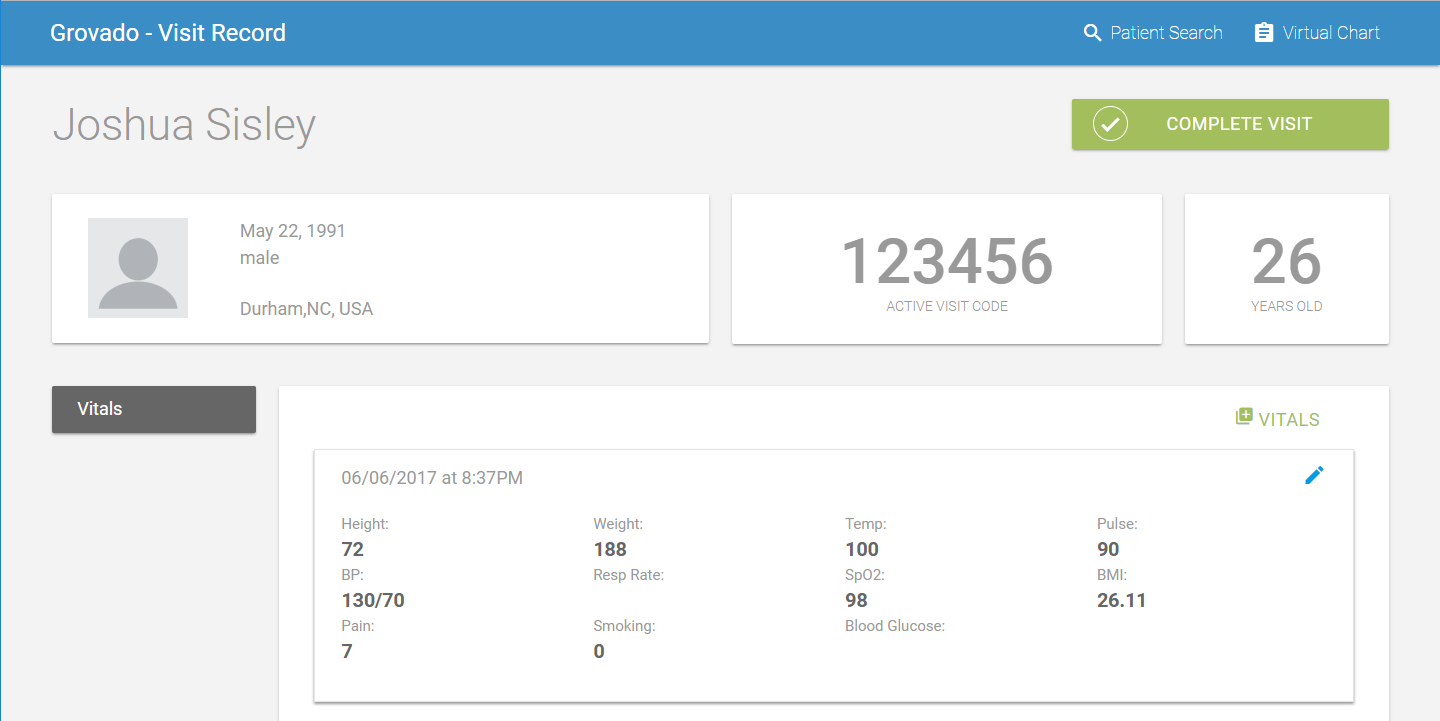 Grovado - Visit Record
Patient Search
Virtual Chart
Joshua Sisley
COMPLETE VISIT
May 22, 1991
male
Durham,NC, USA
123456
ACTIVE VISIT CODE
26
YEARS OLD
Vitals
VITALS
06/06/2017 at 8:37PM
Height: Weight: Temp: Pulse:
72 188 100 90
BP: Resp Rate: SpO2: BMI:
130/70 98 26.11
Pain: Smoking: Blood Glucose:
7 0